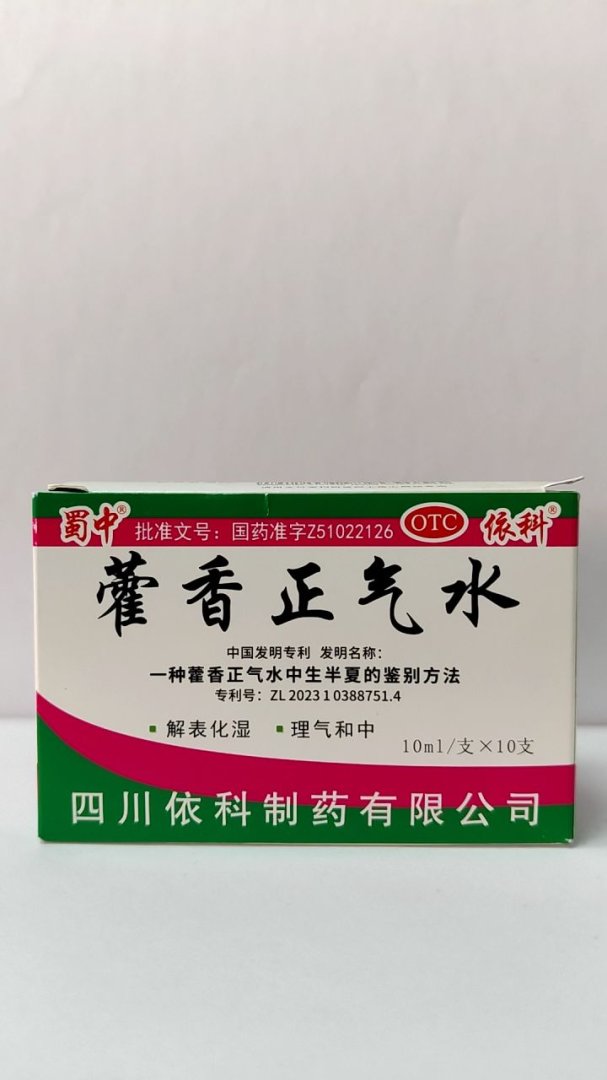 蜀中® 批准文号：国药准字Z51022126 OTC 依科®
藿香正气水
中国发明专利 发明名称：
一种藿香正气水中生半夏的鉴别方法
专利号：ZL 2023 1 0388751.4
▪解表化湿 ▪理气和中
10ml/支×10支
四川依科制药有限公司